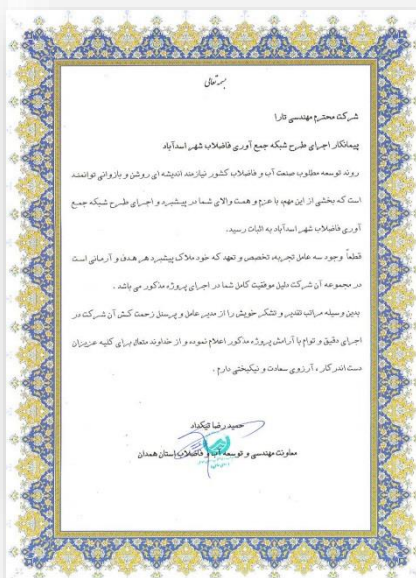 بسمه تعالی
شرکت محترم مهندسی تارا
پیمانکار اجرای طرح شبکه جمع آوری فاضلاب شهر اسدآباد
روند توسعه مطلوب صنعت آب و فاضلاب کشور نیازمند اندیشه ای روشن و بازوانی توانمند
است که بخشی از این مهم، با عزم و همت والای شما در پیشبرد و اجرای طرح شبکه جمع
آوری فاضلاب شهر اسدآباد به اثبات رسید.
قطعاً وجود سه عامل تجربه، تخصص و تعهد که خود ملاک پیشبرد هر هدف و آرمانی است
در مجموعه آن شرکت دلیل موفقیت کامل شما در اجرای پروژه مذکور می باشد .
بدین وسیله مراتب تقدیر و تشکر خویش را از مدیر عامل و پرسنل زحمت کش آن شرکت در
اجرای دقیق و توام با آرامش پروژه مذکور اعلام نموده و از خداوند متعال برای کلیه عزیزان
دست اندر کار ، آرزوی سعادت و نیکبختی دارم .
حمید رضا
معاونت مهندسی و توسعه آب و فاضلاب استان همدان